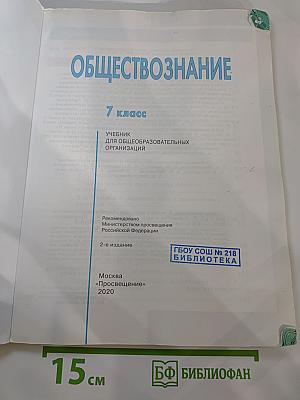 ОБЩЕСТВОЗНАНИЕ
7 класс
УЧЕБНИК
ДЛЯ ОБЩЕОБРАЗОВАТЕЛЬНЫХ
ОРГАНИЗАЦИЙ
Рекомендовано
Министерством просвещения
Российской Федерации
2-е издание
ГБОУ СОШ № 218
БИБЛИОТЕКА
Москва
«Просвещение»
2020
15 см
БФ БИБЛИОФАН